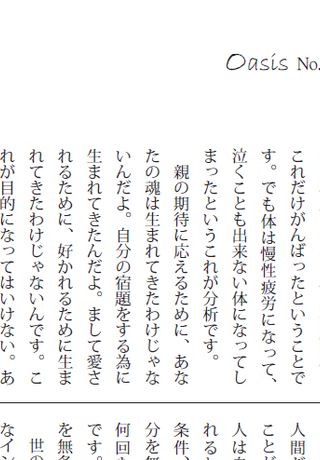 Oasis No.
これだけがんばったということで
す。でも体は慢性疲労になって、
泣くことも出来ない体になってし
まったというこれが分析です。
　親の期待に応えるために、あな
たの魂は生まれてきたわけじゃな
いんだよ。自分の宿題をする為に
生まれてきたんだよ。まして愛さ
れるために、好かれるために生ま
れてきたわけじゃないんです。こ
れが目的になってはいけない。あ
人間
こと
人は
れる
条件、
分を無
何回
です。
を無条
　世の
なイン